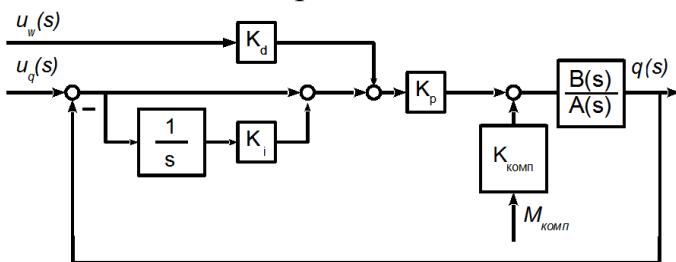 u_w(s)
K_d
u_q(s)
K_p
B(s)
A(s)
q(s)
−
1
s
K_i
K_комп
M_комп